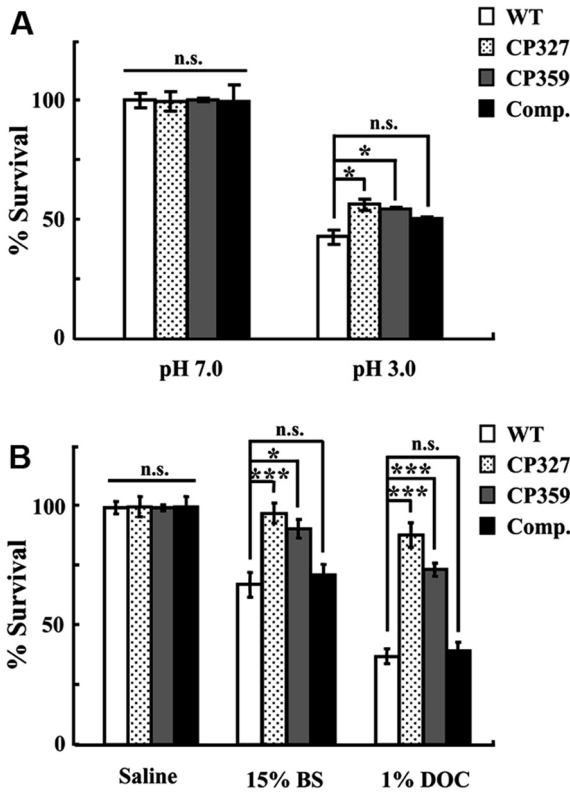 A
WT
CP327
CP359
Comp.
n.s.
n.s.
*
*
% Survival
100
50
0
pH 7.0 pH 3.0
B
WT
CP327
CP359
Comp.
n.s.
n.s.
n.s.
*
***
***
***
% Survival
100
50
0
Saline 15% BS 1% DOC